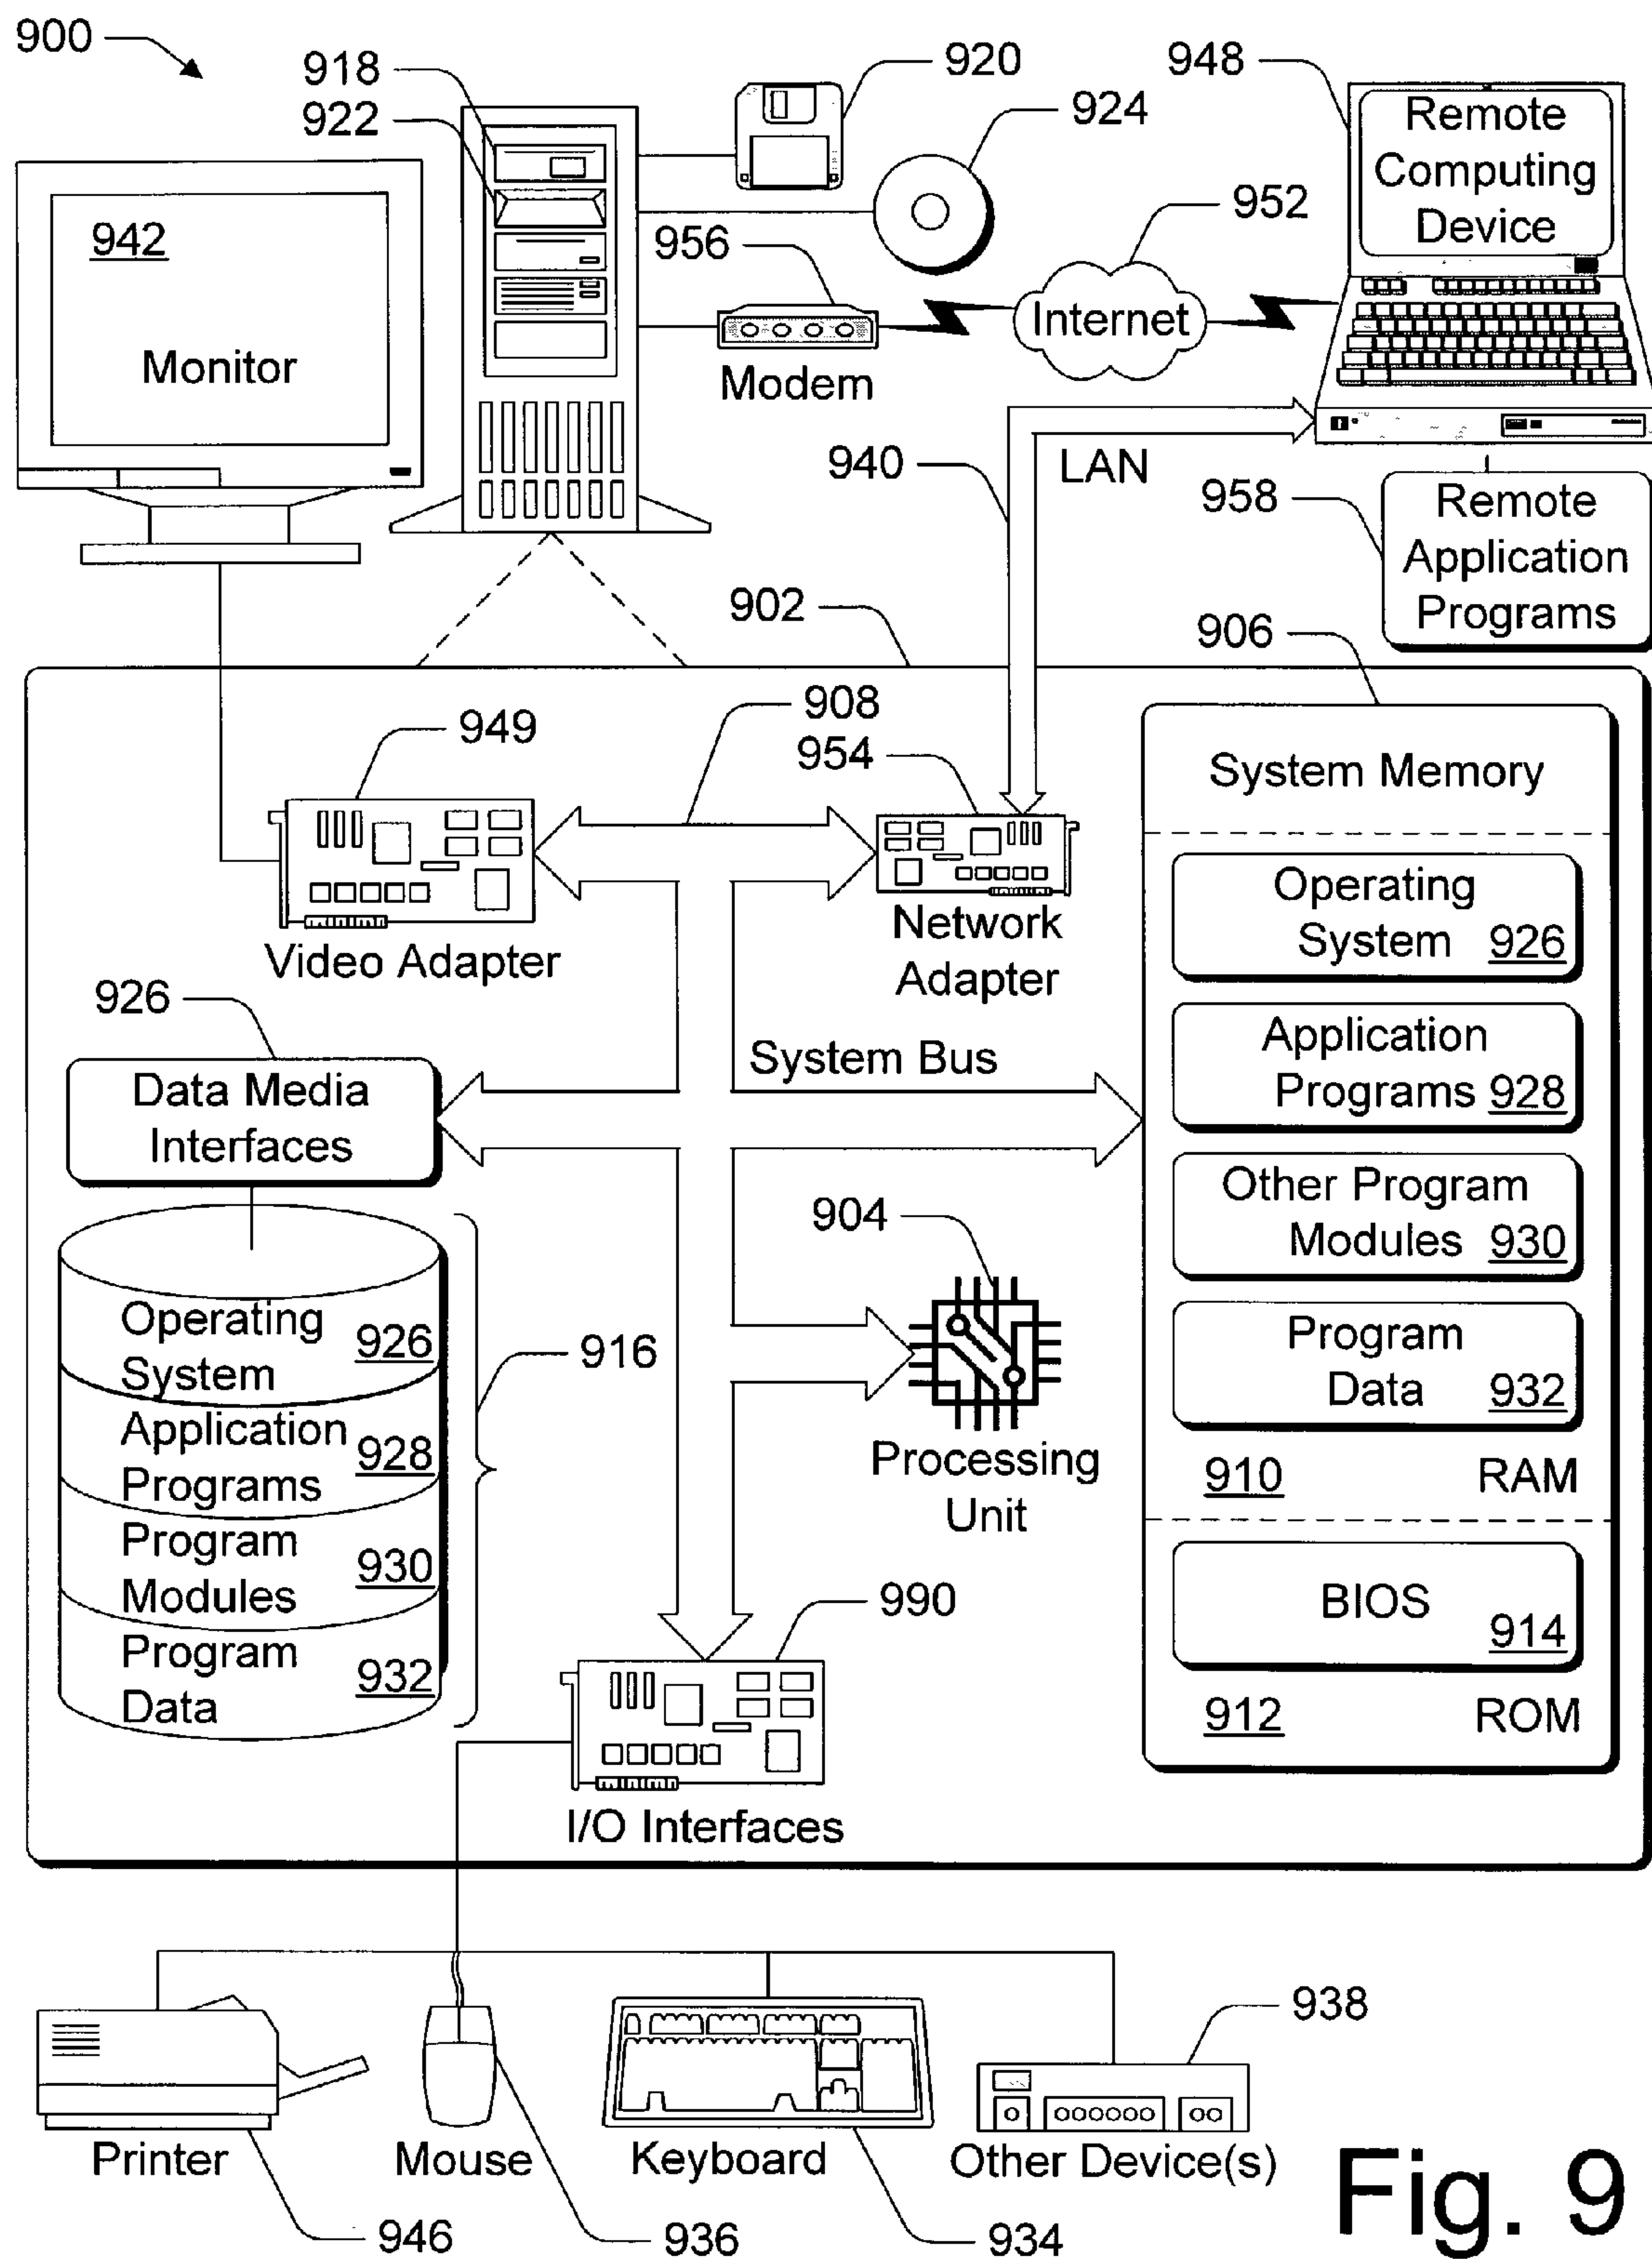 900
918
922
920
924
948
Remote
Computing
Device
942
Monitor
956
952
Internet
Modem
940
LAN
958
Remote
Application
Programs
902
906
908
949
954
System Memory
Video Adapter
Network
Adapter
Operating
System 926
926
Data Media
Interfaces
System Bus
Application
Programs 928
Other Program
Modules 930
904
Processing
Unit
Program
Data 932
910 RAM
Operating
System 926
Application
Programs 928
Program
Modules 930
Program
Data 932
916
BIOS
914
912 ROM
990
I/O Interfaces
938
Printer
Mouse
Keyboard
Other Device(s)
946
936
934
Fig. 9